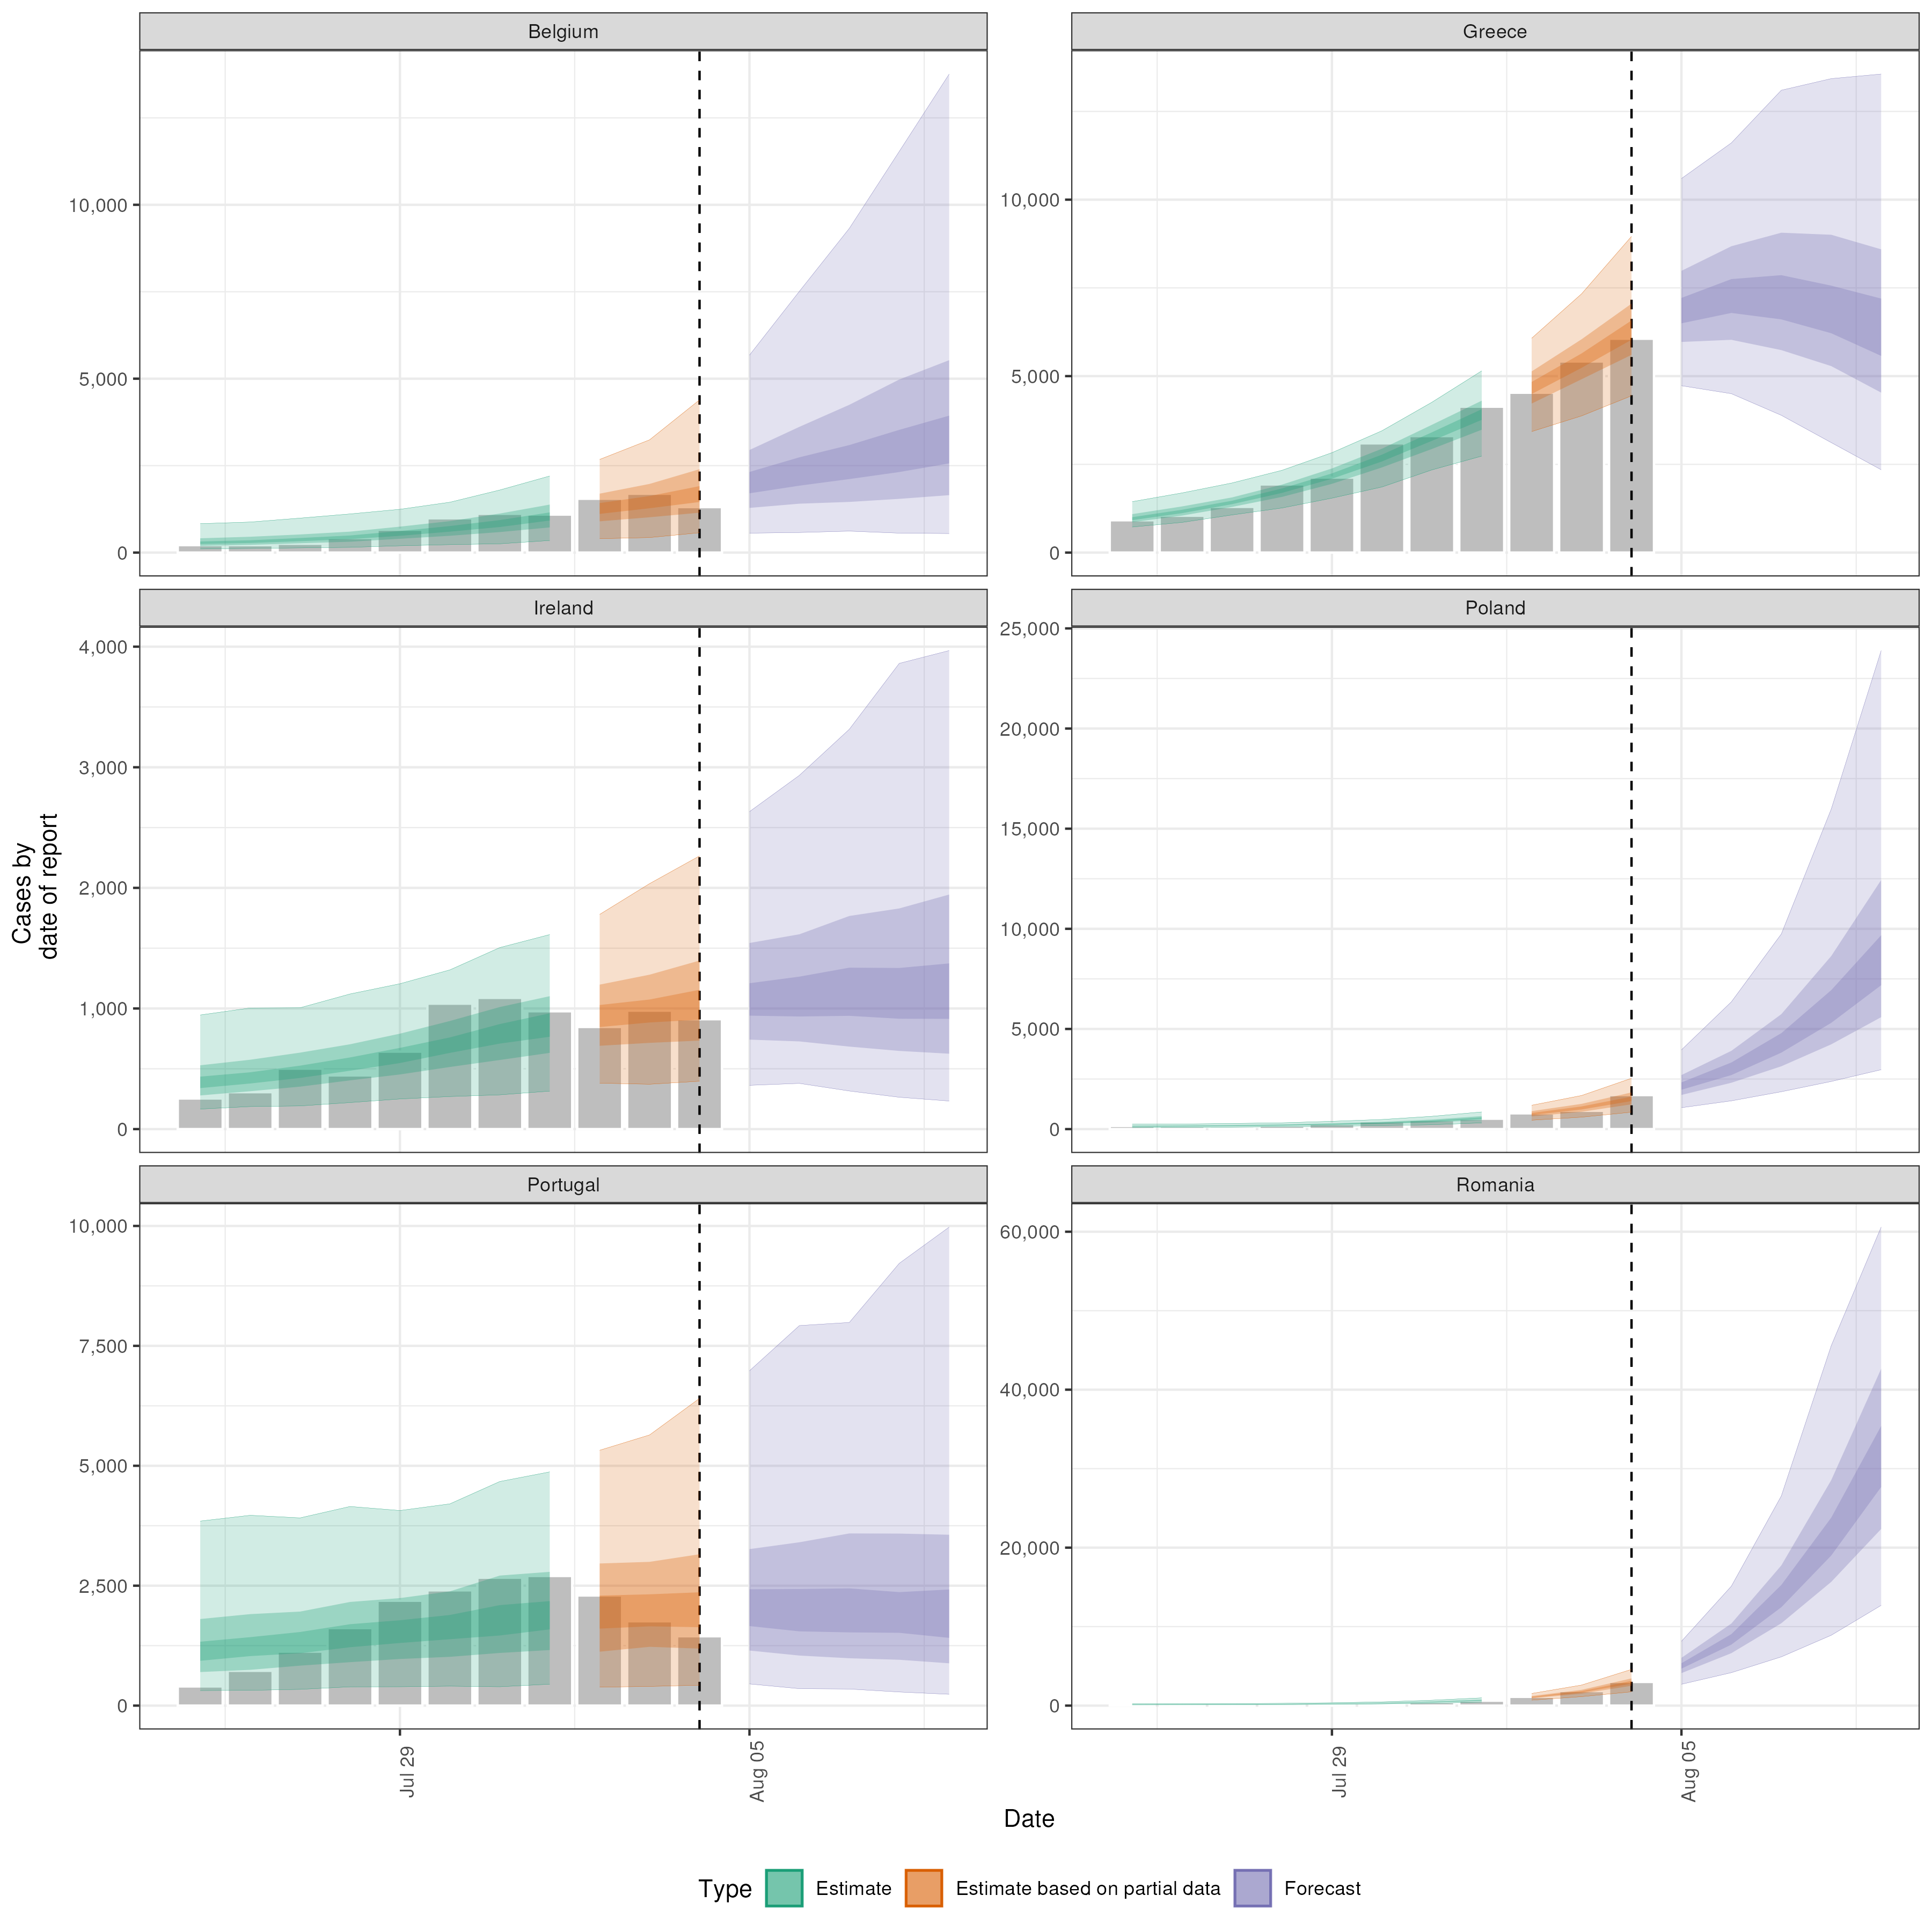 Belgium
Greece
10,000
5,000
0
10,000
5,000
0
Ireland
Poland
4,000
3,000
2,000
1,000
0
25,000
20,000
15,000
10,000
5,000
0
Cases by
date of report
Portugal
Romania
10,000
7,500
5,000
2,500
0
60,000
40,000
20,000
0
Jul 29
Aug 05
Jul 29
Aug 05
Date
Type
Estimate
Estimate based on partial data
Forecast